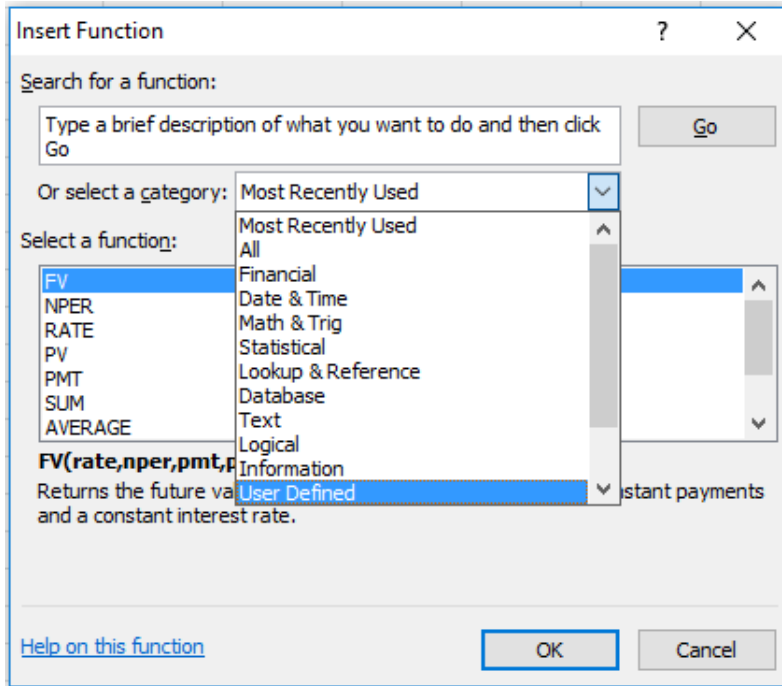 Insert Function
?
Search for a function:
Type a brief description of what you want to do and then click
Go
Go
Or select a category:
Most Recently Used
Most Recently Used
All
Financial
Date & Time
Math & Trig
Statistical
Lookup & Reference
Database
Text
Logical
Information
User Defined
Select a function:
FV
NPER
RATE
PV
PMT
SUM
AVERAGE
FV(rate,nper,pmt,p
Returns the future va
nstant payments
and a constant interest rate.
Help on this function
OK
Cancel